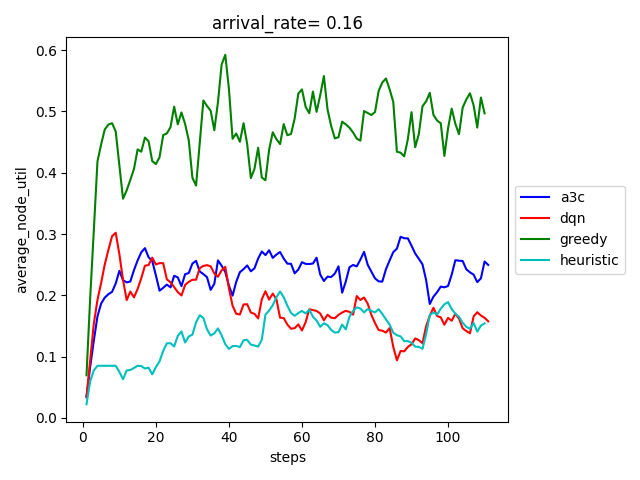 arrival_rate= 0.16
average_node_util
0.6
0.5
0.4
0.3
0.2
0.1
0.0
0 20 40 60 80 100
steps
a3c
dqn
greedy
heuristic